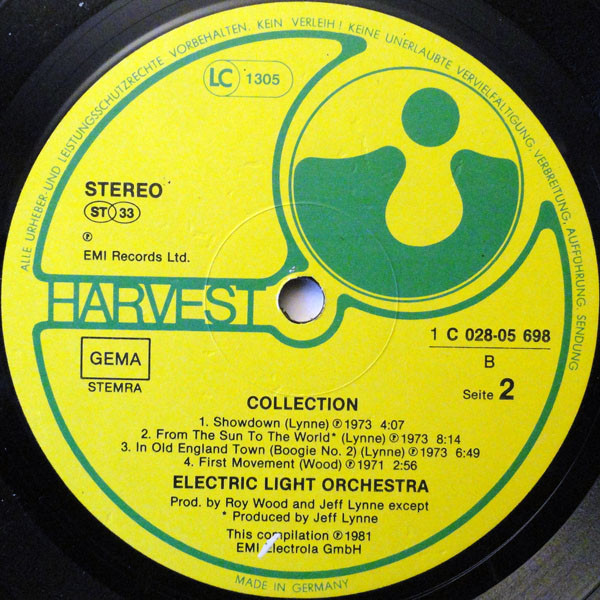 ALLE URHEBER- UND LEISTUNGSSCHUTZRECHTE VORBEHALTEN. KEIN VERLEIH! KEINE UNERLAUBTE VERVIELFÄLTIGUNG, VERBREITUNG, AUFFÜHRUNG, SENDUNG
LC 1305
STEREO
ST 33
℗
EMI Records Ltd.
HARVEST
GEMA
STEMRA
1 C 028-05 698
B
Seite 2
COLLECTION
1. Showdown (Lynne) ℗ 1973 4:07
2. From The Sun To The World* (Lynne) ℗ 1973 8:14
3. In Old England Town (Boogie No. 2) (Lynne) ℗ 1973 6:49
4. First Movement (Wood) ℗ 1971 2:56
ELECTRIC LIGHT ORCHESTRA
Prod. by Roy Wood and Jeff Lynne except
* Produced by Jeff Lynne
This compilation ℗ 1981
EMI Electrola GmbH
MADE IN GERMANY